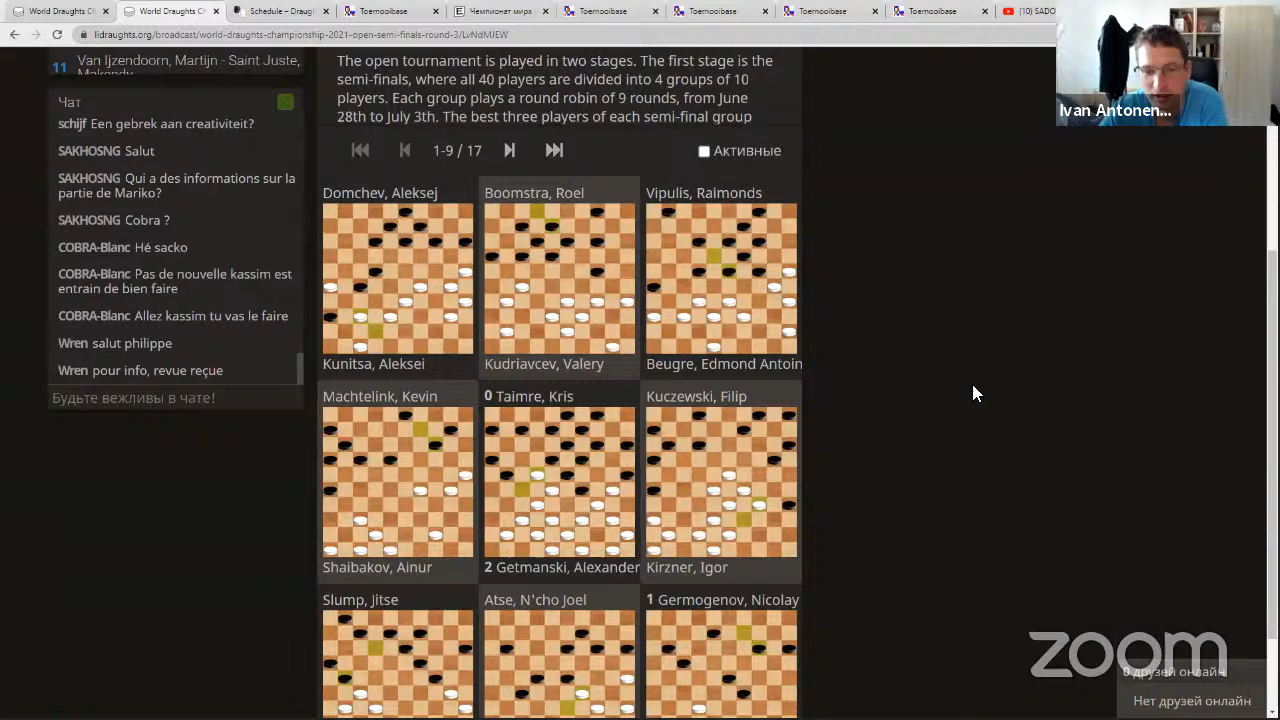 World Draughts Ch
World Draughts Ch
Schedule – Draugh
Toernooibase
Чемпионат мира
Toernooibase
Toernooibase
Toernooibase
Toernooibase
(10) SADO
lidraughts.org/broadcast/world-draughts-championship-2021-open-semi-finals-round-3/
Ivan Antonen...
11 Van Ijzendoorn, Martijn - Saint Juste,
Makendy
Чат
schijf Een gebrek aan creativiteit?
SAKHOSNG Salut
SAKHOSNG Qui a des informations sur la
partie de Mariko?
SAKHOSNG Cobra ?
COBRA-Blanc Hé sacko
COBRA-Blanc Pas de nouvelle kassim est
entrain de bien faire
COBRA-Blanc Allez kassim tu vas le faire
Wren salut philippe
Wren pour info, revue reçue
Будьте вежливы в чате!
The open tournament is played in two stages. The first stage is the
semi-finals, where all 40 players are divided into 4 groups of 10
players. Each group plays a round robin of 9 rounds, from June
28th to July 3th. The best three players of each semi-final group
1-9 / 17
Активные
Domchev, Aleksej
Boomstra, Roel
Vipulis, Raimonds
Kunitsa, Aleksei
Kudriavcev, Valery
Beugre, Edmond Antoin
Machtelink, Kevin
0 Taimre, Kris
Kuczewski, Filip
Shaibakov, Ainur
2 Getmanski, Alexander
Kirzner, Igor
Slump, Jitse
Atse, N'cho Joel
1 Germogenov, Nicolay
zoom
0 друзей онлайн
Нет друзей онлайн